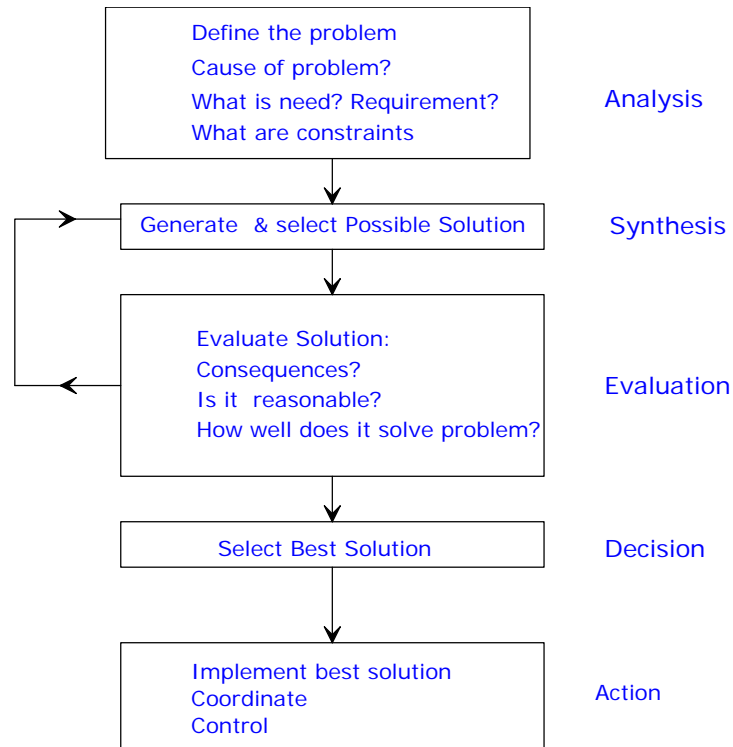 Define the problem
Cause of problem?
What is need? Requirement?
What are constraints
Analysis
Generate & select Possible Solution
Synthesis
Evaluate Solution:
Consequences?
Is it reasonable?
How well does it solve problem?
Evaluation
Select Best Solution
Decision
Implement best solution
Coordinate
Control
Action